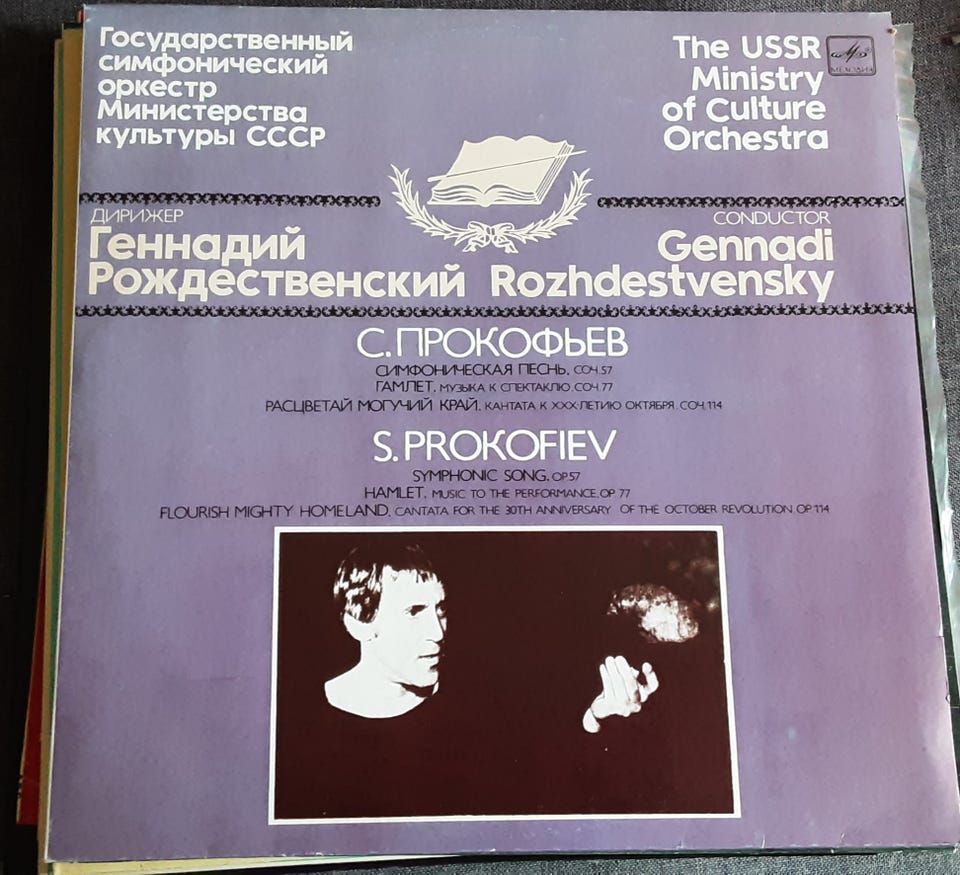 Государственный
симфонический
оркестр
Министерства
культуры СССР
The USSR
Ministry
of Culture
Orchestra
МЕЛОДИЯ
ДИРИЖЕР
Геннадий
Рождественский
CONDUCTOR
Gennadi
Rozhdestvensky
С.ПРОКОФЬЕВ
СИМФОНИЧЕСКАЯ ПЕСНЬ, СОЧ.57
ГАМЛЕТ, МУЗЫКА К СПЕКТАКЛЮ, СОЧ.77
РАСЦВЕТАЙ МОГУЧИЙ КРАЙ, КАНТАТА К XXX-ЛЕТИЮ ОКТЯБРЯ, СОЧ.114
S.PROKOFIEV
SYMPHONIC SONG, OP.57
HAMLET, MUSIC TO THE PERFORMANCE, OP. 77
FLOURISH MIGHTY HOMELAND, CANTATA FOR THE 30TH ANNIVERSARY OF THE OCTOBER REVOLUTION, OP.114